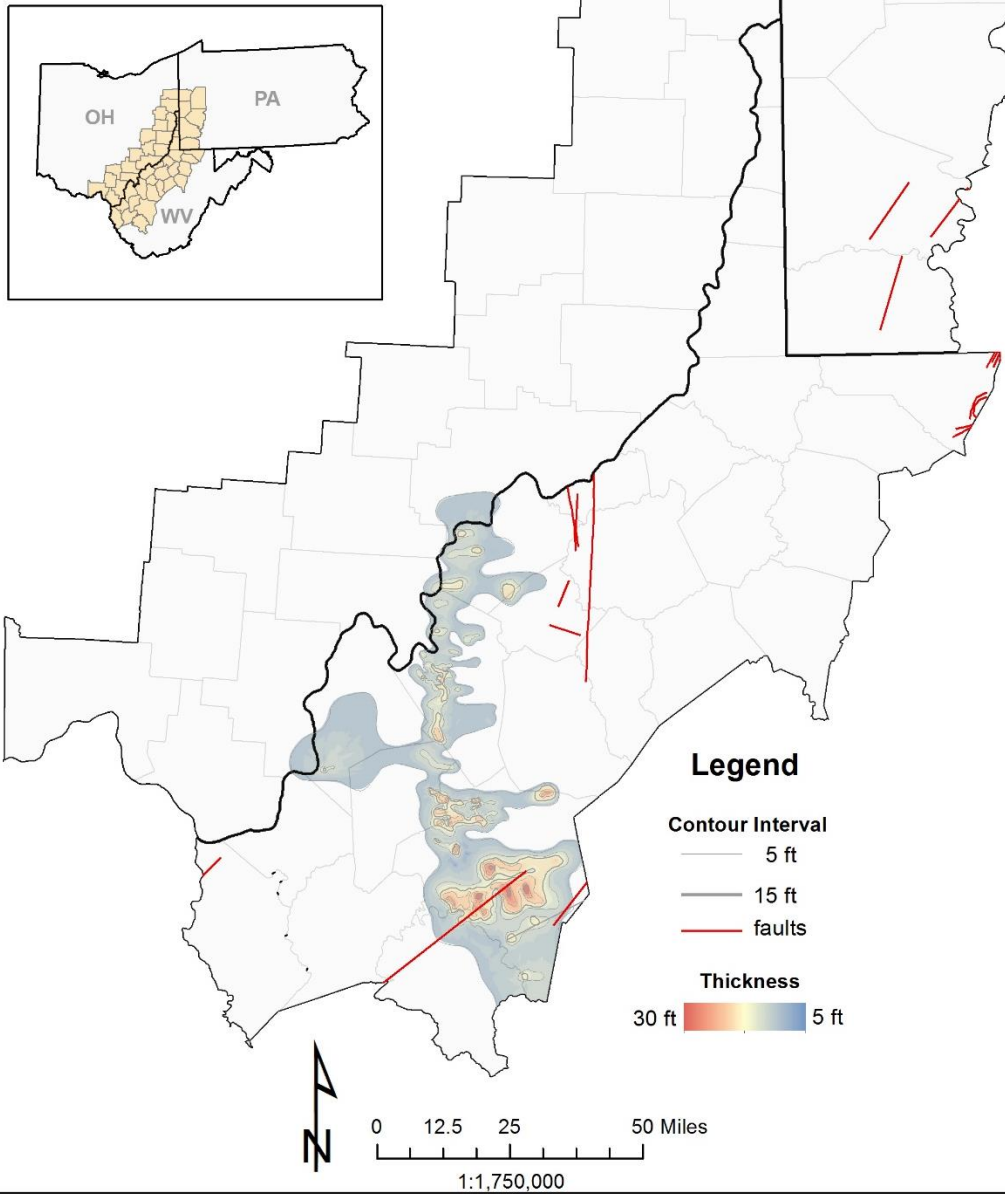 OH
PA
WV
Legend
Contour Interval
5 ft
15 ft
faults
Thickness
30 ft 5 ft
N
0 12.5 25 50 Miles
1:1,750,000